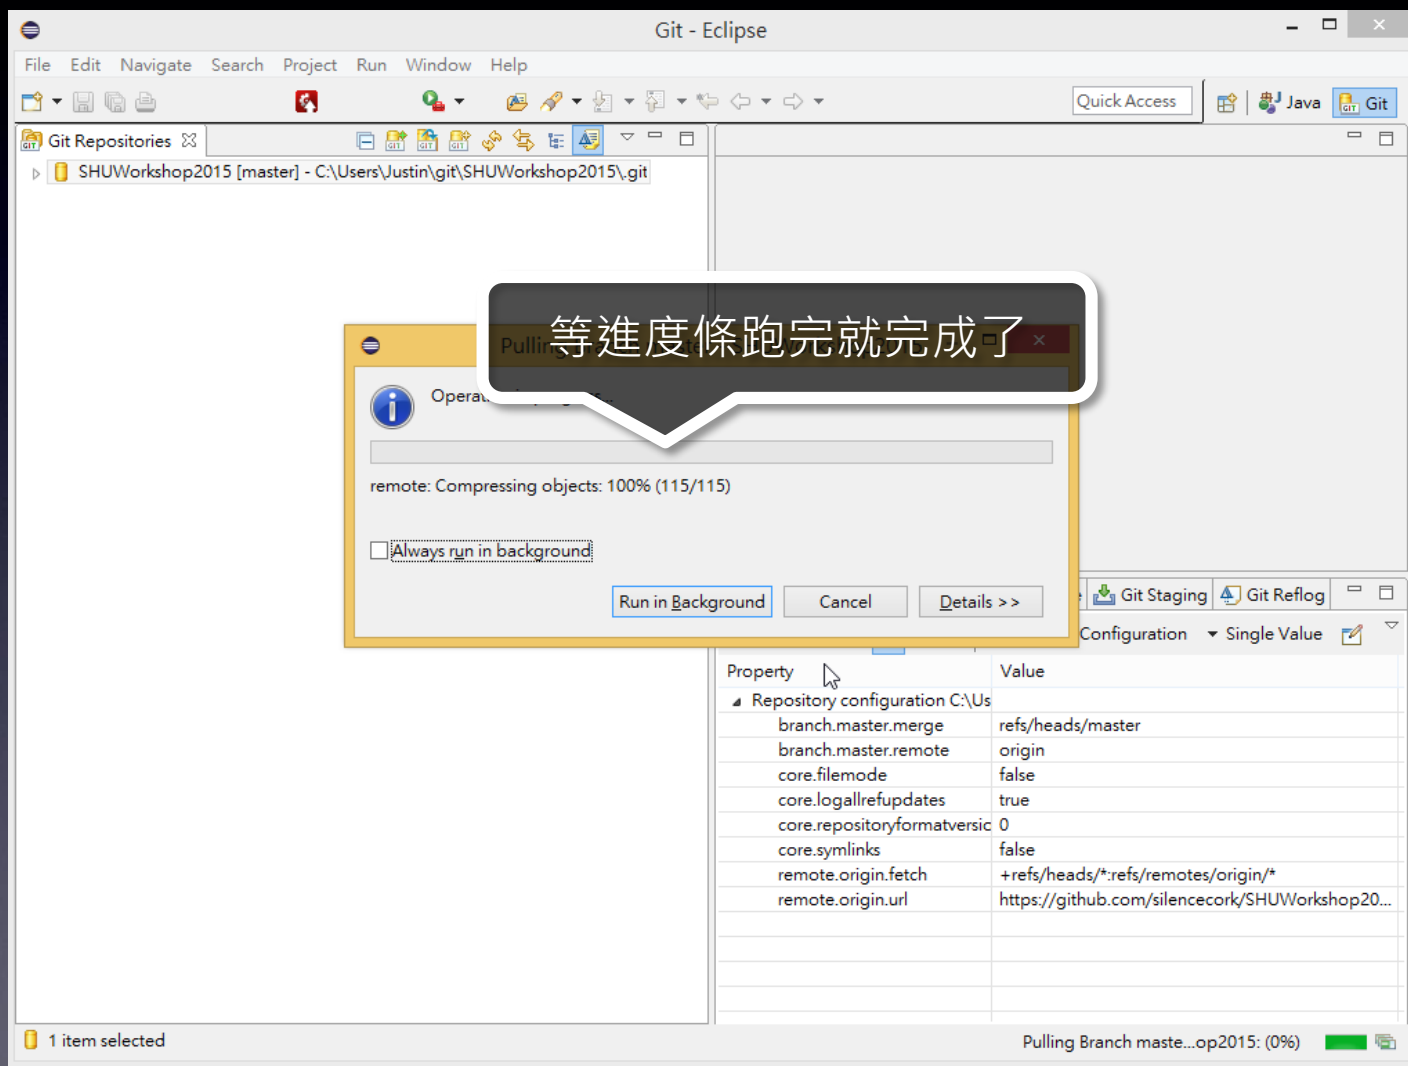 Git - Eclipse
File Edit Navigate Search Project Run Window Help
Quick Access
Java
Git
Git Repositories
SHUWorkshop2015 [master] - C:\Users\Justin\git\SHUWorkshop2015\.git
等進度條跑完就完成了
remote: Compressing objects: 100% (115/115)
Always run in background
Run in Background Cancel Details >>
Git Staging Git Reflog
Configuration Single Value
Property Value
Repository configuration C:\Us
branch.master.merge refs/heads/master
branch.master.remote origin
core.filemode false
core.logallrefupdates true
core.repositoryformatversic 0
core.symlinks false
remote.origin.fetch +refs/heads/*:refs/remotes/origin/*
remote.origin.url https://github.com/silencecork/SHUWorkshop20...
1 item selected
Pulling Branch maste...op2015: (0%)